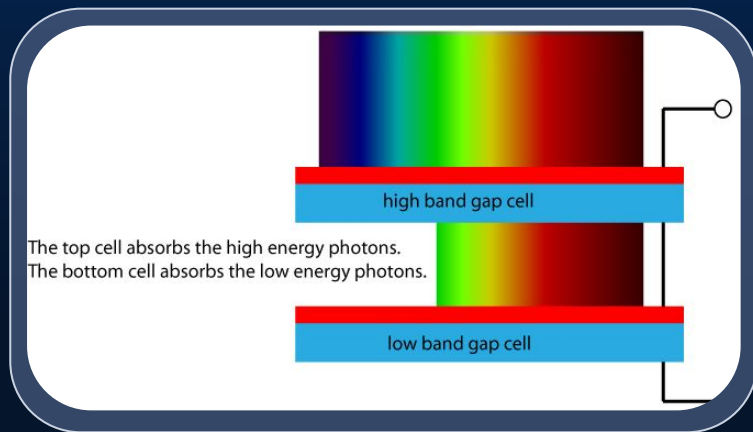 high band gap cell
The top cell absorbs the high energy photons.
The bottom cell absorbs the low energy photons.
low band gap cell